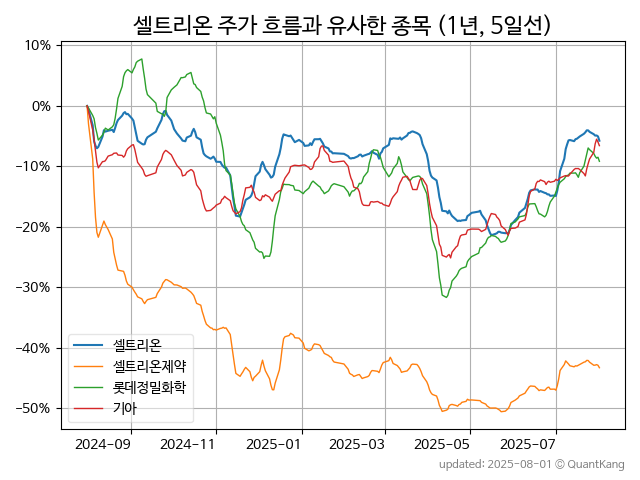 셀트리온 주가 흐름과 유사한 종목 (1년, 5일선)
10%
0%
−10%
−20%
−30%
−40%
−50%
셀트리온
셀트리온제약
롯데정밀화학
기아
2024−09
2024−11
2025−01
2025−03
2025−05
2025−07
updated: 2025-08-01 © QuantKang